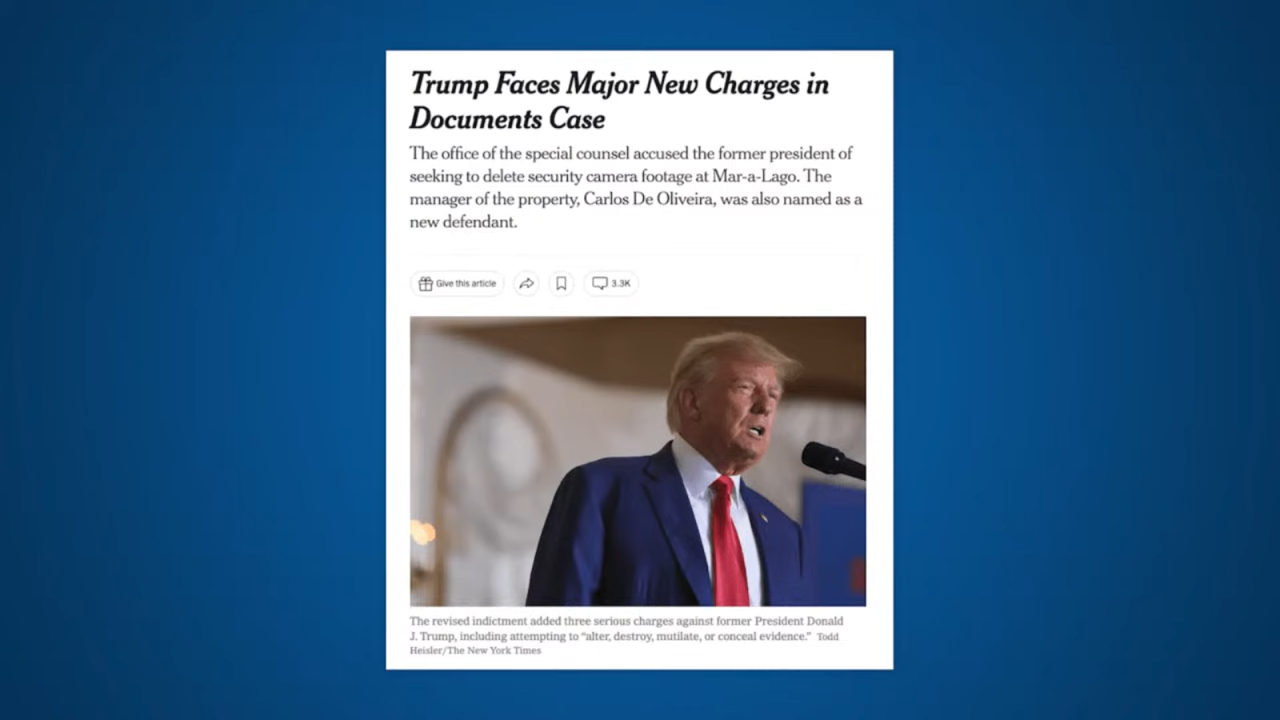 Trump Faces Major New Charges in
Documents Case
The office of the special counsel accused the former president of
seeking to delete security camera footage at Mar-a-Lago. The
manager of the property, Carlos De Oliveira, was also named as a
new defendant.
Give this article
3.3K
The revised indictment added three serious charges against former President Donald
J. Trump, including attempting to “alter, destroy, mutilate, or conceal evidence.” Todd
Heisler/The New York Times